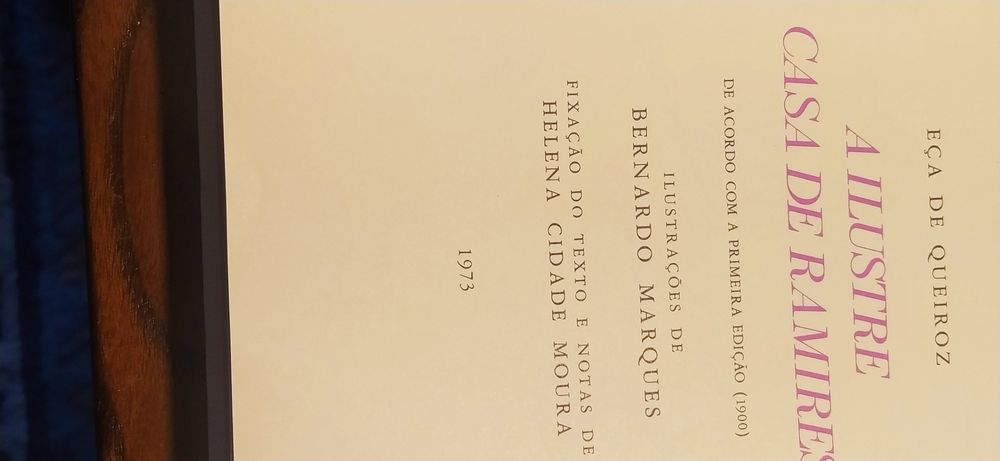 EÇA DE QUEIROZ
A ILUSTRE
CASA DE RAMIRES
DE ACORDO COM A PRIMEIRA EDIÇÃO (1900)
ILUSTRAÇÕES DE
BERNARDO MARQUES
FIXAÇÃO DO TEXTO E NOTAS DE
HELENA CIDADE MOURA
1973